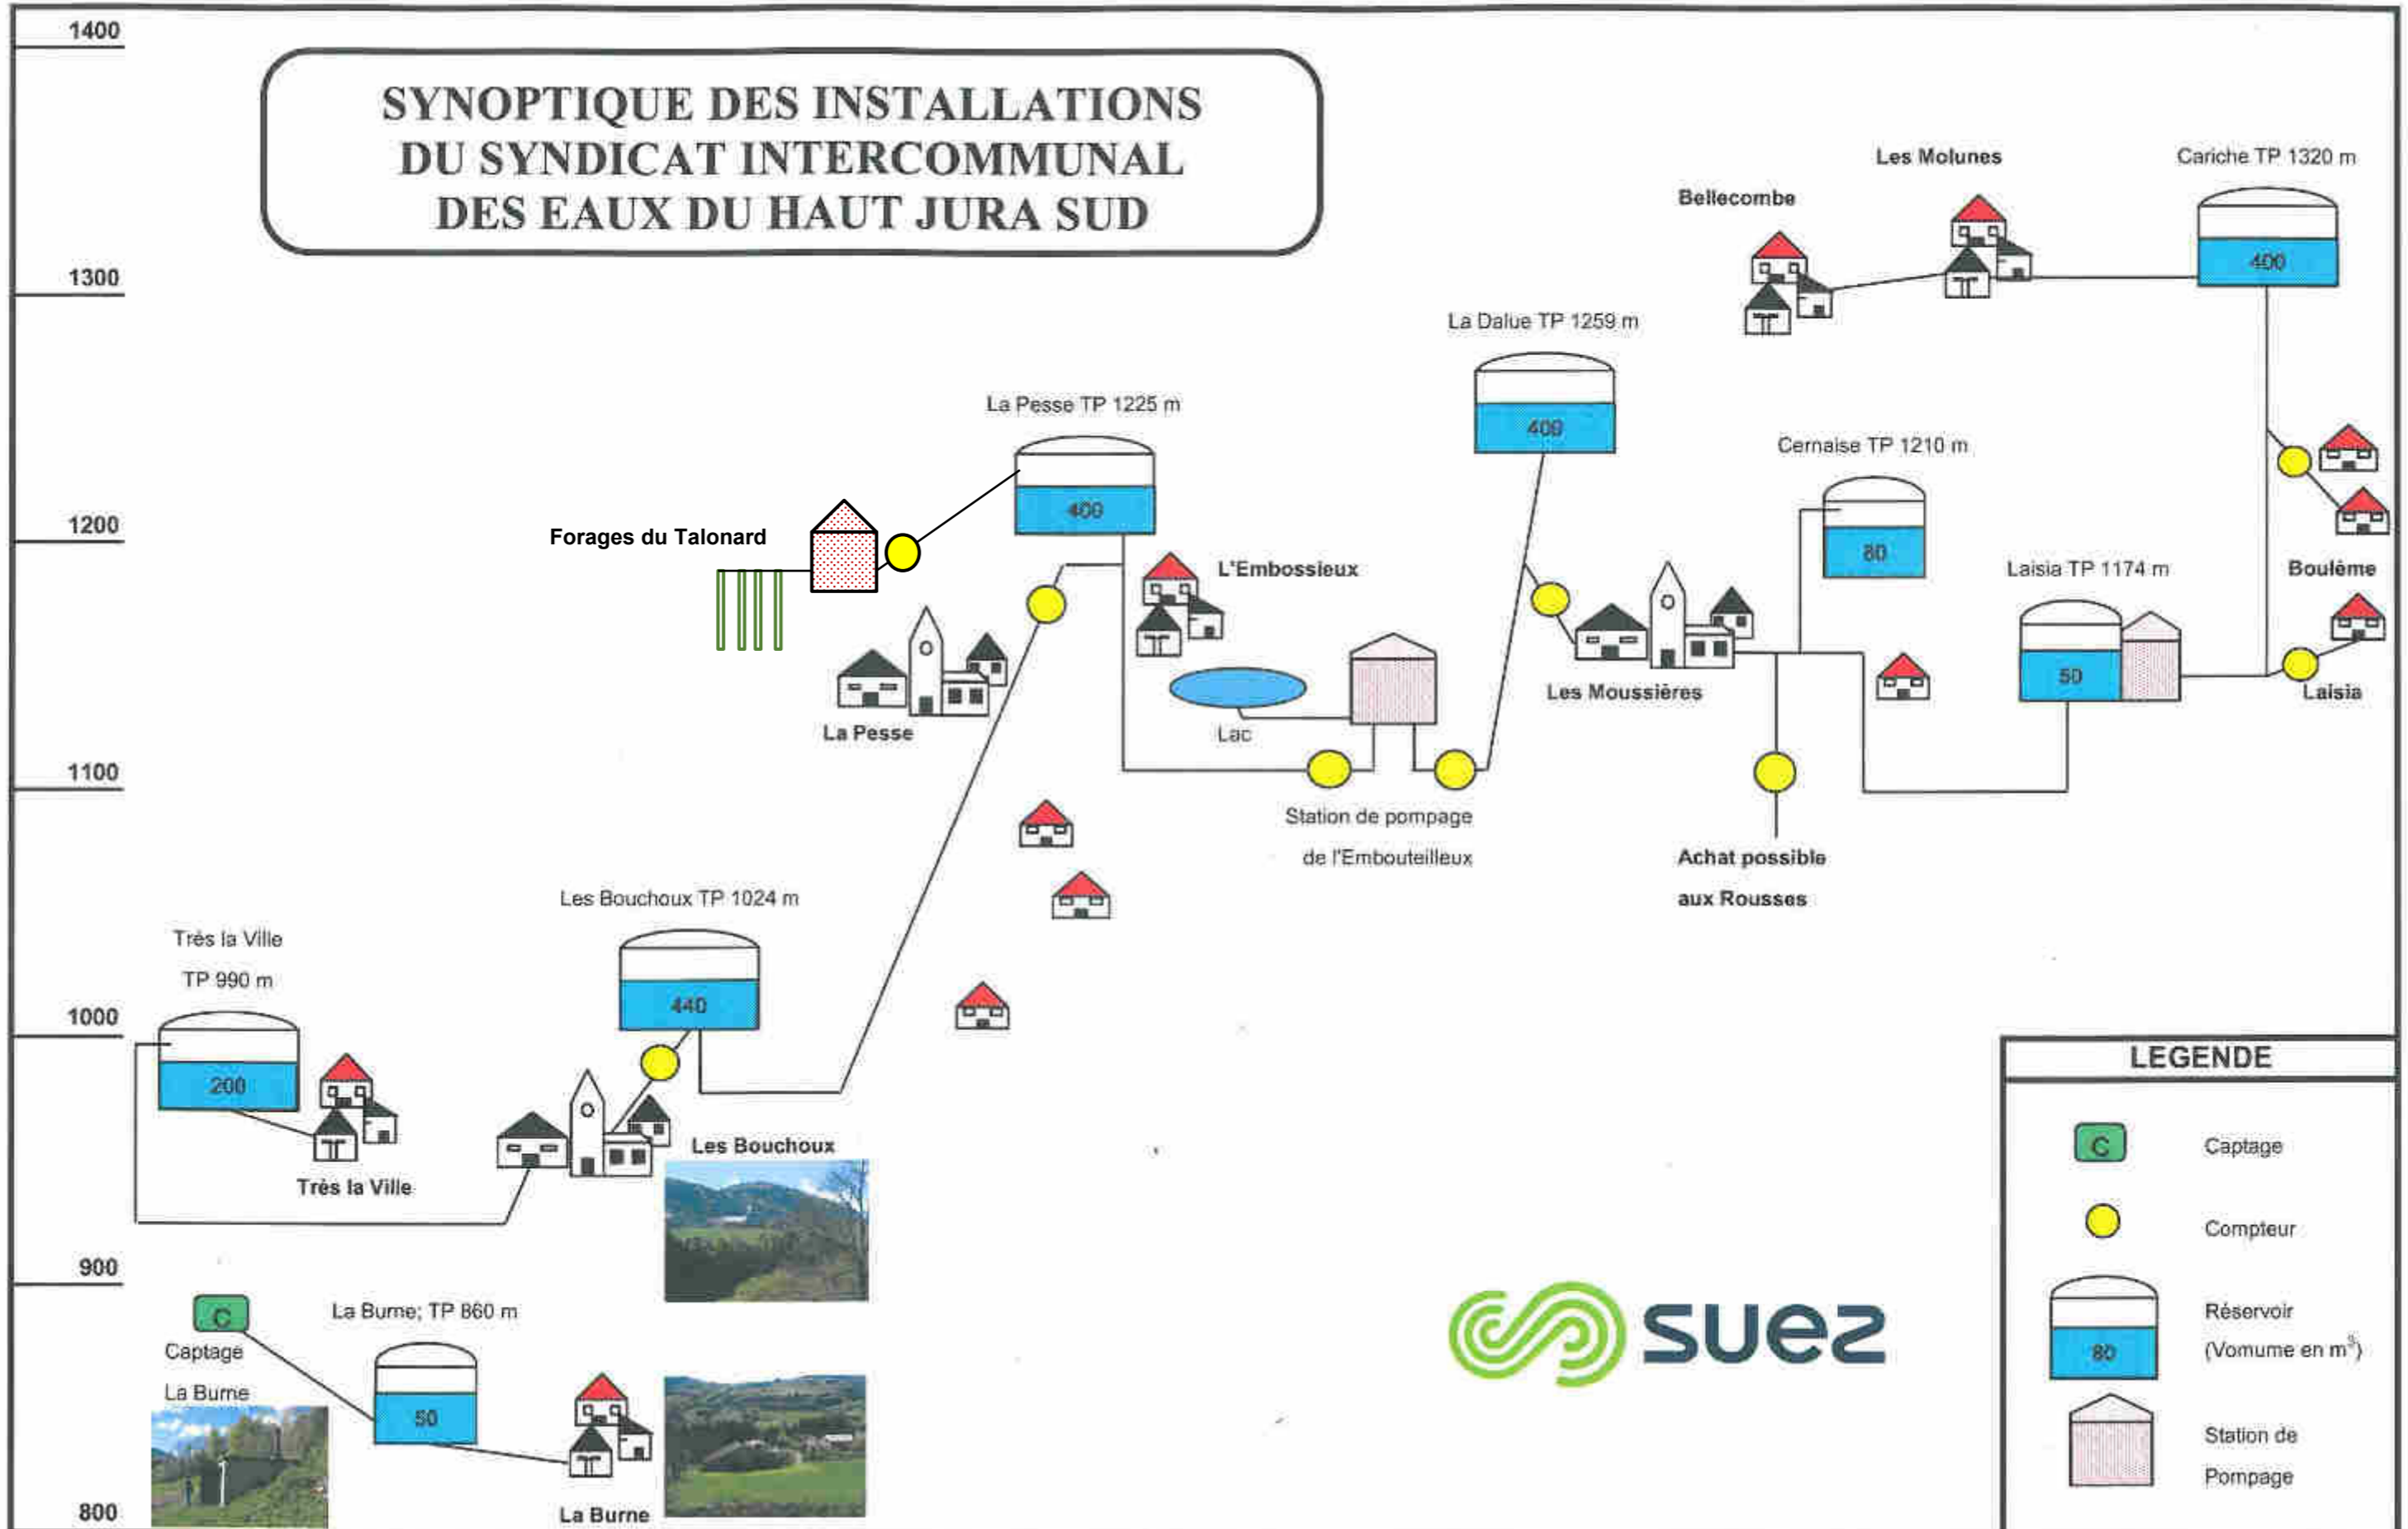 1400
SYNOPTIQUE DES INSTALLATIONS
DU SYNDICAT INTERCOMMUNAL
DES EAUX DU HAUT JURA SUD
Les Molunes
Cariche TP 1320 m
Bellecombe
400
1300
La Dalue TP 1259 m
400
La Pesse TP 1225 m
400
Cernaise TP 1210 m
80
1200
Forages du Talonard
L'Embossieux
Laisia TP 1174 m
50
Boulème
Laisia
Les Moussières
La Pesse
Lac
1100
Station de pompage
de l'Embouteilleux
Achat possible
aux Rousses
Les Bouchoux TP 1024 m
440
Très la Ville
TP 990 m
200
1000
Très la Ville
Les Bouchoux
900
C
Captage
La Burne
La Burne; TP 860 m
50
La Burne
800
suez
LEGENDE
C
Captage
Compteur
80
Réservoir
(Vomume en m³)
Station de
Pompage